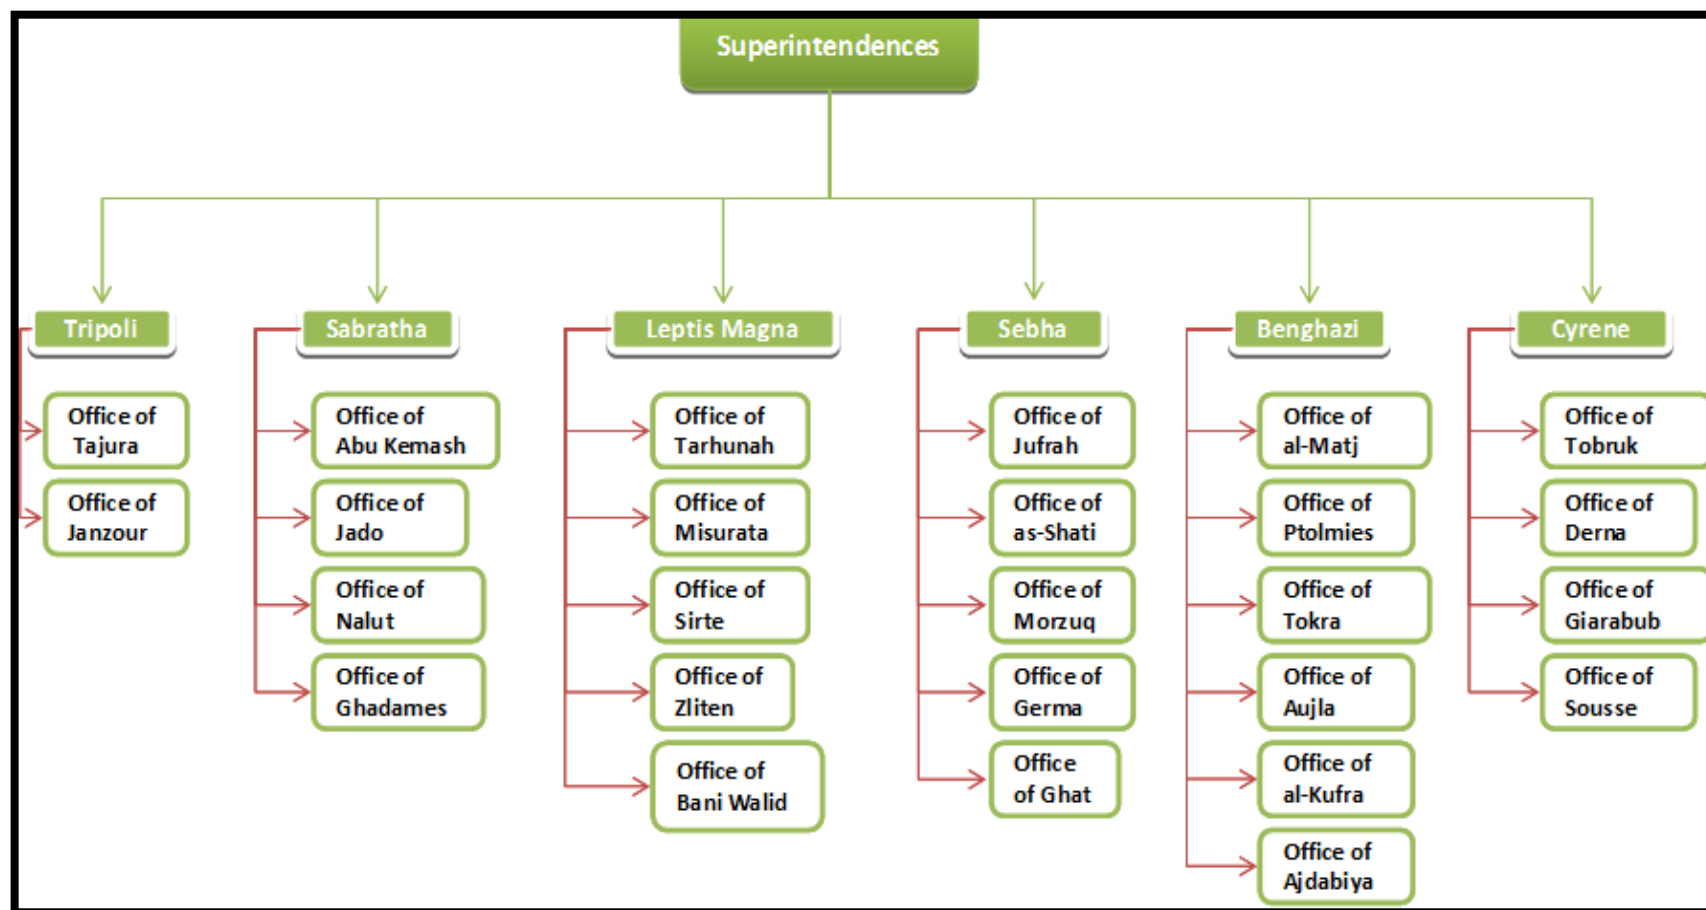 Superintendences
Tripoli
Office of
Tajura
Office of
Janzour
Sabratha
Office of
Abu Kemash
Office of
Jado
Office of
Nalut
Office of
Ghadames
Leptis Magna
Office of
Tarhunah
Office of
Misurata
Office of
Sirte
Office of
Zliten
Office of
Bani Walid
Sebha
Office of
Jufrah
Office of
as-Shati
Office of
Morzuq
Office of
Germa
Office
of Ghat
Benghazi
Office of
al-Matj
Office of
Ptolmies
Office of
Tokra
Office of
Aujla
Office of
al-Kufra
Office of
Ajdabiya
Cyrene
Office of
Tobruk
Office of
Derna
Office of
Giarabub
Office of
Sousse